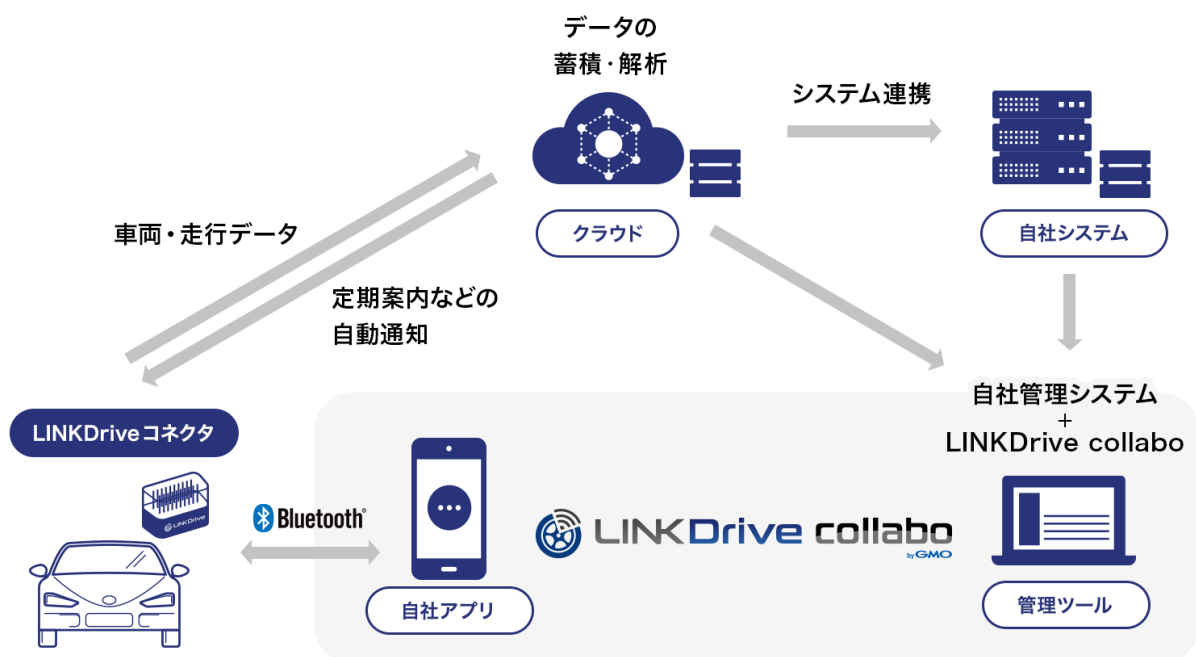 データの
蓄積・解析
システム連携
クラウド
自社システム
車両・走行データ
定期案内などの
自動通知
自社管理システム
+
LINKDrive collabo
LINKDriveコネクタ
LINKDrive
Bluetooth®
LINKDrive collabo
by GMO
自社アプリ
管理ツール